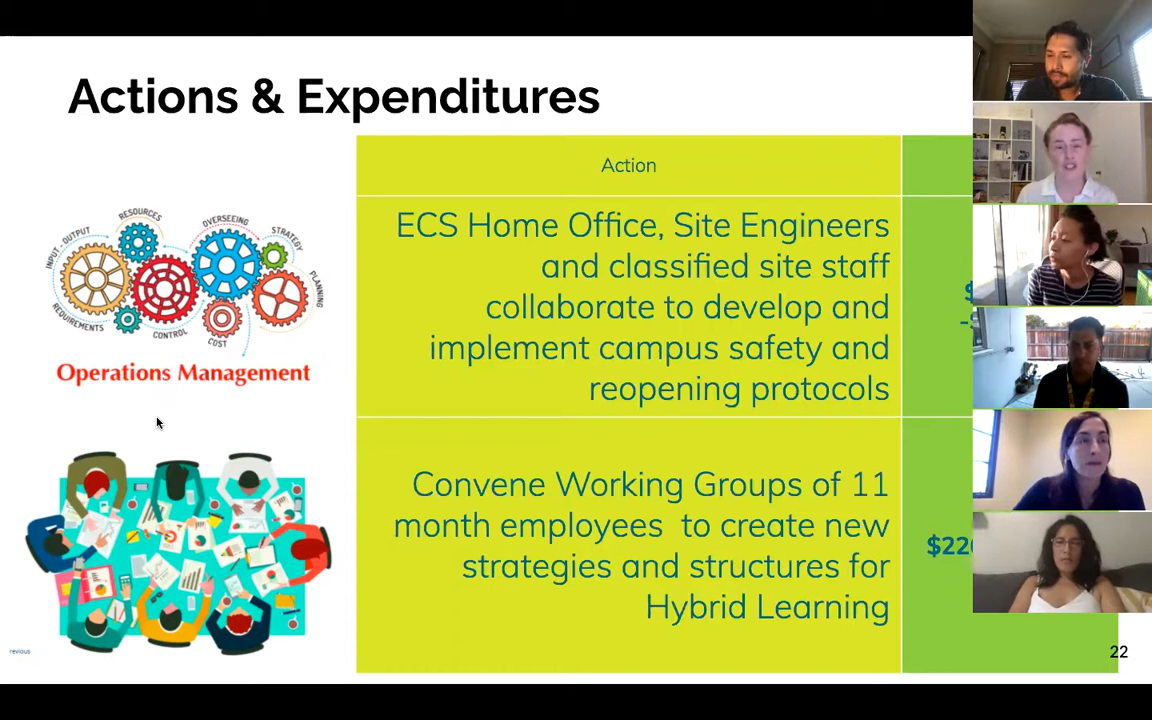 Actions & Expenditures
Action
ECS Home Office, Site Engineers
and classified site staff
collaborate to develop and
implement campus safety and
reopening protocols
$
Convene Working Groups of 11
month employees to create new
strategies and structures for
Hybrid Learning
$22
INPUT - OUTPUT
RESOURCES
OVERSEEING
STRATEGY
PLANNING
REQUIREMENTS
CONTROL
COST
Operations Management
revious
22